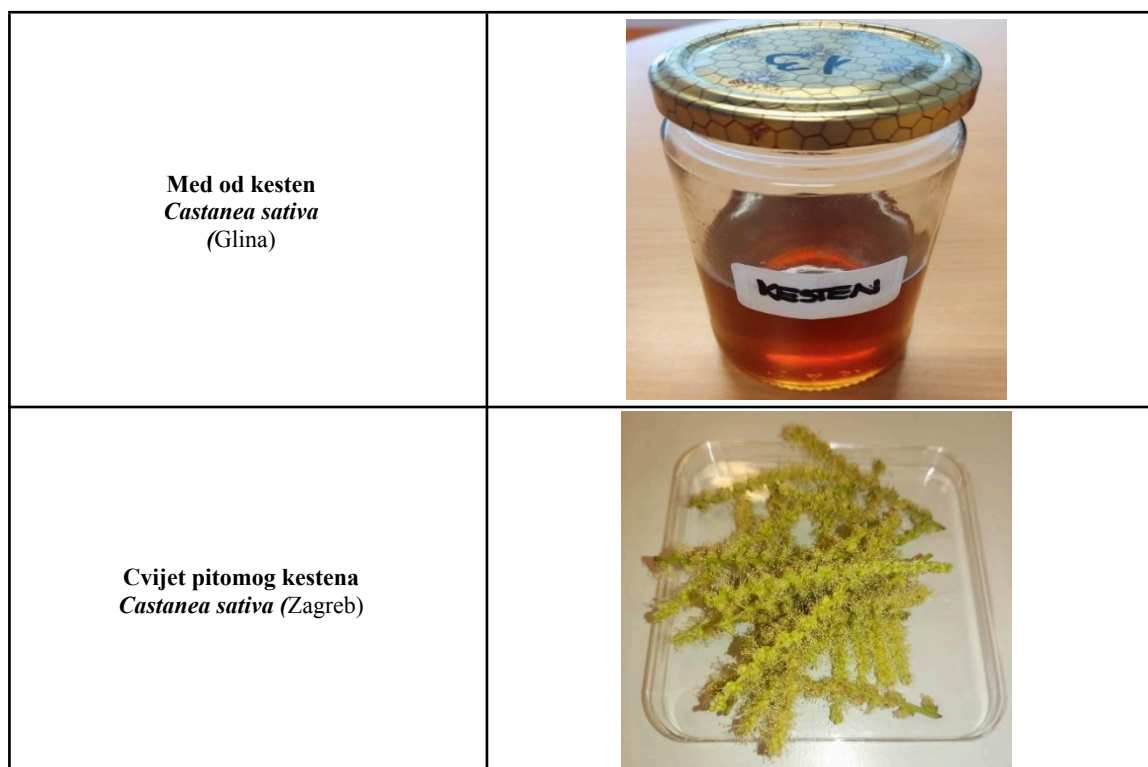 Med od kesten
Castanea sativa
(Glina)
KESTEN
Cvijet pitomog kestena
Castanea sativa (Zagreb)